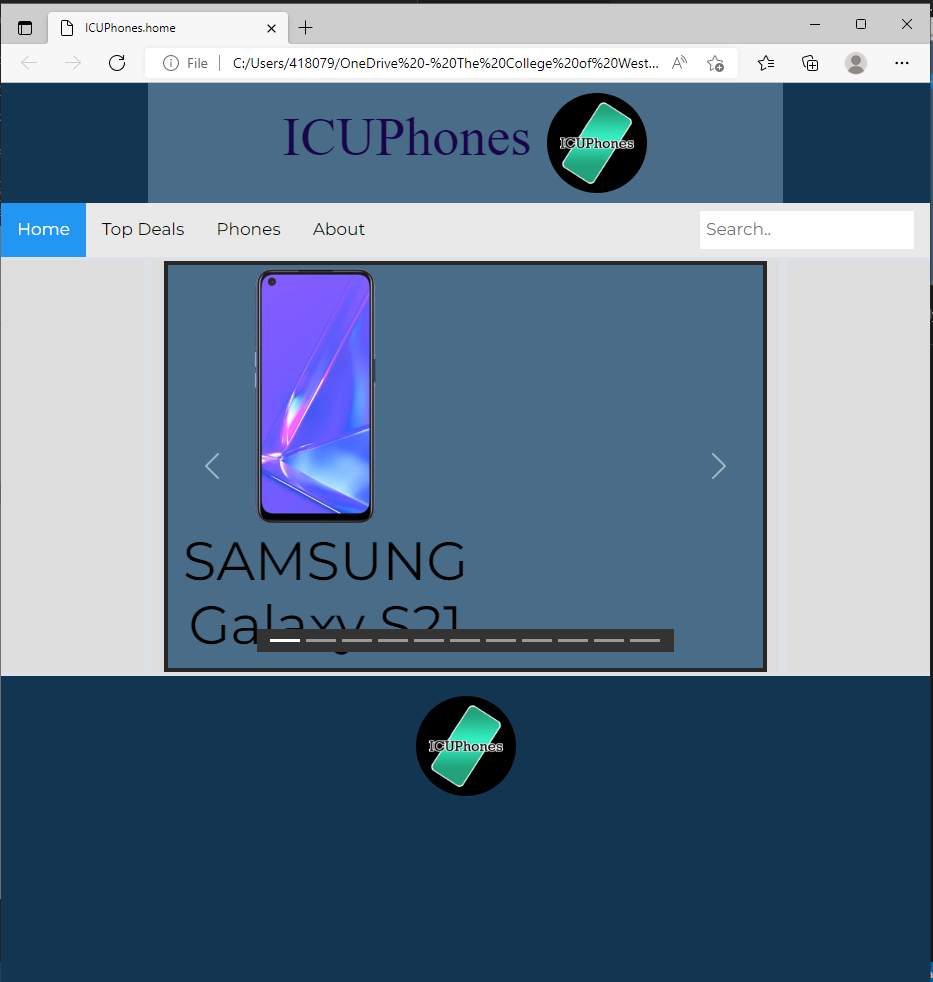 ICUPhones.home
File
C:/Users/418079/OneDrive%20-%20The%20College%20of%20West...
ICUPhones
ICUPhones
Home Top Deals Phones About Search..
SAMSUNG
Galaxy S21
ICUPhones